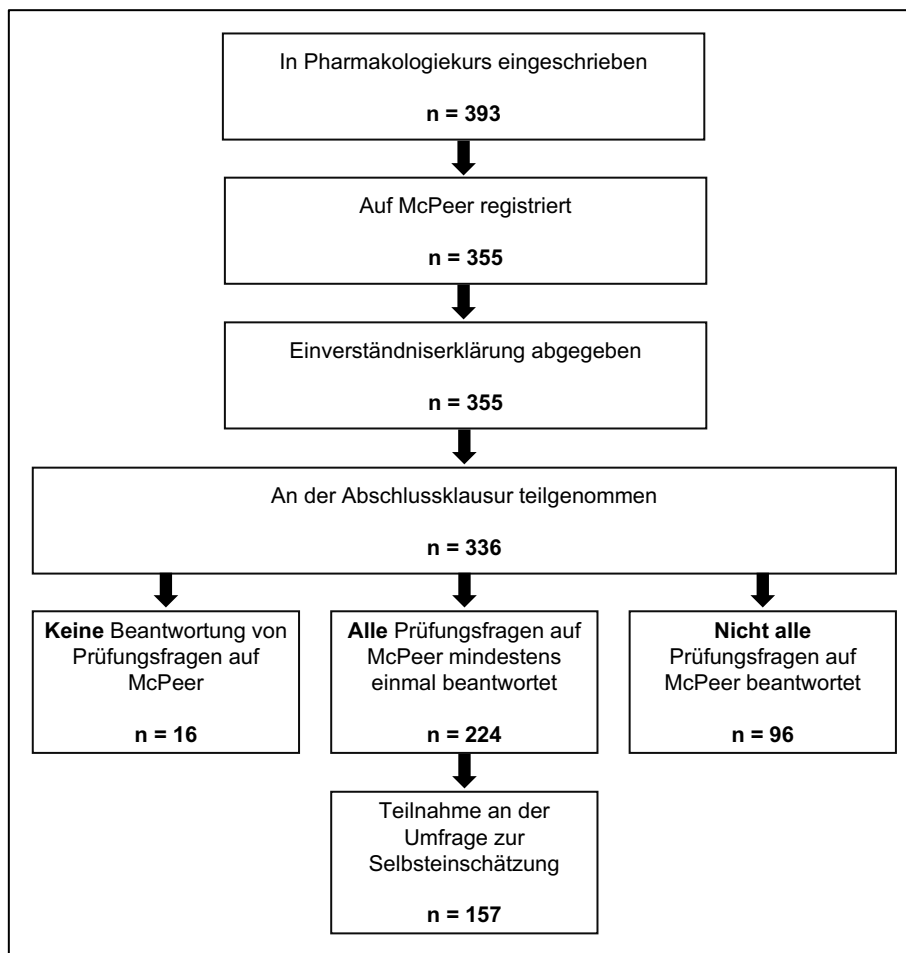 In Pharmakologiekurs eingeschrieben
n = 393
Auf McPeer registriert
n = 355
Einverständniserklärung abgegeben
n = 355
An der Abschlussklausur teilgenommen
n = 336
Keine Beantwortung von
Prüfungsfragen auf
McPeer
n = 16
Alle Prüfungsfragen auf
McPeer mindestens
einmal beantwortet
n = 224
Nicht alle
Prüfungsfragen auf
McPeer beantwortet
n = 96
Teilnahme an der
Umfrage zur
Selbsteinschätzung
n = 157